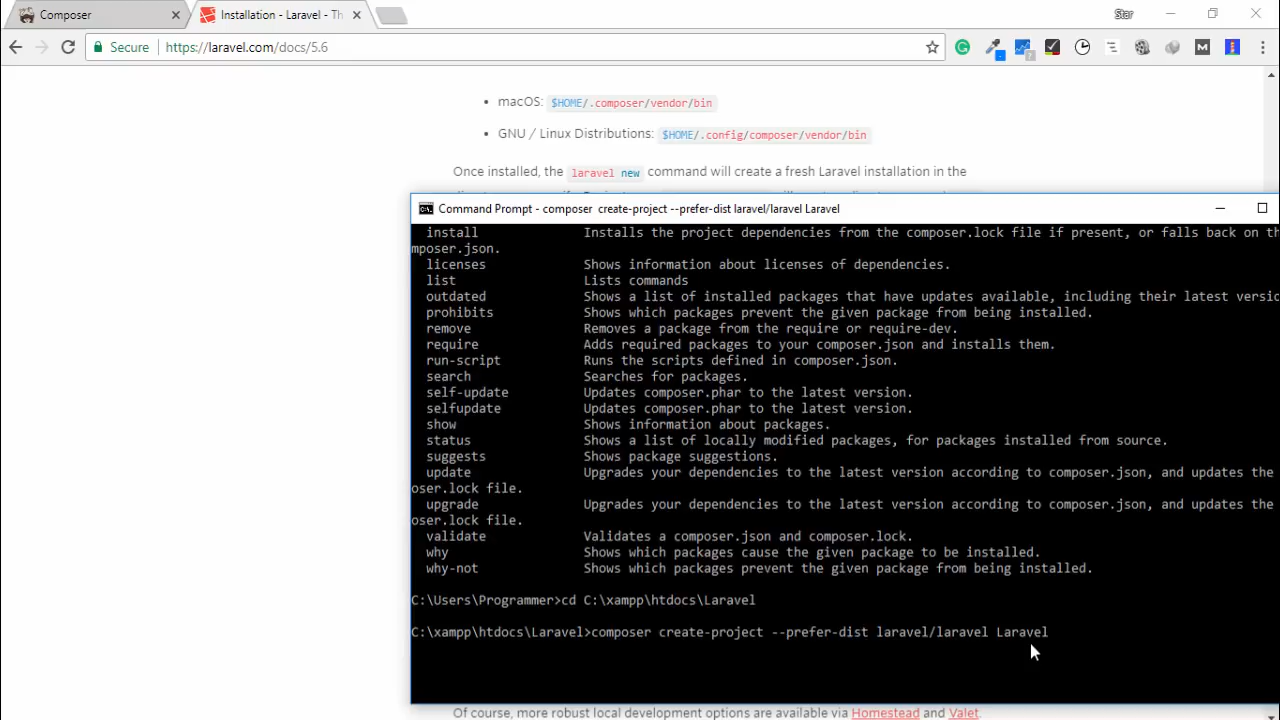 Composer
Installation - Laravel - Th
Star
Secure
https://laravel.com/docs/5.6
macOS: $HOME/.composer/vendor/bin
GNU / Linux Distributions: $HOME/.config/composer/vendor/bin
Once installed, the laravel new command will create a fresh Laravel installation in the
Command Prompt - composer  create-project --prefer-dist laravel/laravel Laravel
install Installs the project dependencies from the composer.lock file if present, or falls back on th
mposer.json.
licenses Shows information about licenses of dependencies.
list Lists commands
outdated Shows a list of installed packages that have updates available, including their latest versio
prohibits Shows which packages prevent the given package from being installed.
remove Removes a package from the require or require-dev.
require Adds required packages to your composer.json and installs them.
run-script Runs the scripts defined in composer.json.
search Searches for packages.
self-update Updates composer.phar to the latest version.
selfupdate Updates composer.phar to the latest version.
show Shows information about packages.
status Shows a list of locally modified packages, for packages installed from source.
suggests Shows package suggestions.
update Upgrades your dependencies to the latest version according to composer.json, and updates the
oser.lock file.
upgrade Upgrades your dependencies to the latest version according to composer.json, and updates the
oser.lock file.
validate Validates a composer.json and composer.lock.
why Shows which packages cause the given package to be installed.
why-not Shows which packages prevent the given package from being installed.
C:\Users\Programmer>cd C:\xampp\htdocs\Laravel
C:\xampp\htdocs\Laravel>composer create-project --prefer-dist laravel/laravel Laravel
Of course, more robust local development options are available via Homestead and Valet.